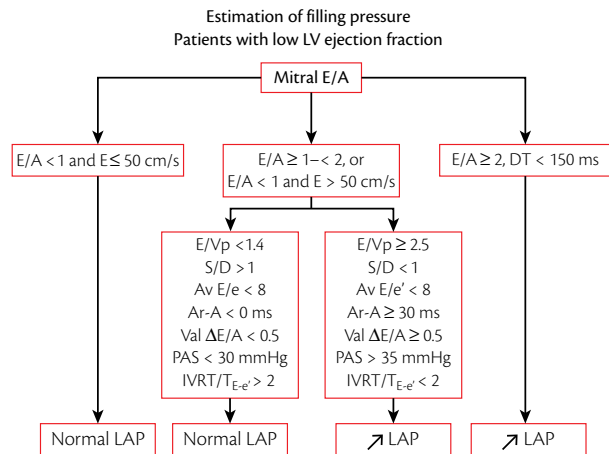 Estimation of filling pressure
Patients with low LV ejection fraction
Mitral E/A
E/A < 1 and E ≤ 50 cm/s
E/A ≥ 1–< 2, or
E/A < 1 and E > 50 cm/s
E/A ≥ 2, DT < 150 ms
E/Vp <1.4
S/D > 1
Av E/e < 8
Ar-A < 0 ms
Val ΔE/A < 0.5
PAS < 30 mmHg
IVRT/T_E-e' > 2
E/Vp ≥ 2.5
S/D < 1
Av E/e' < 8
Ar-A ≥ 30 ms
Val ΔE/A ≥ 0.5
PAS > 35 mmHg
IVRT/T_E-e' < 2
Normal LAP
Normal LAP
↗ LAP
↗ LAP